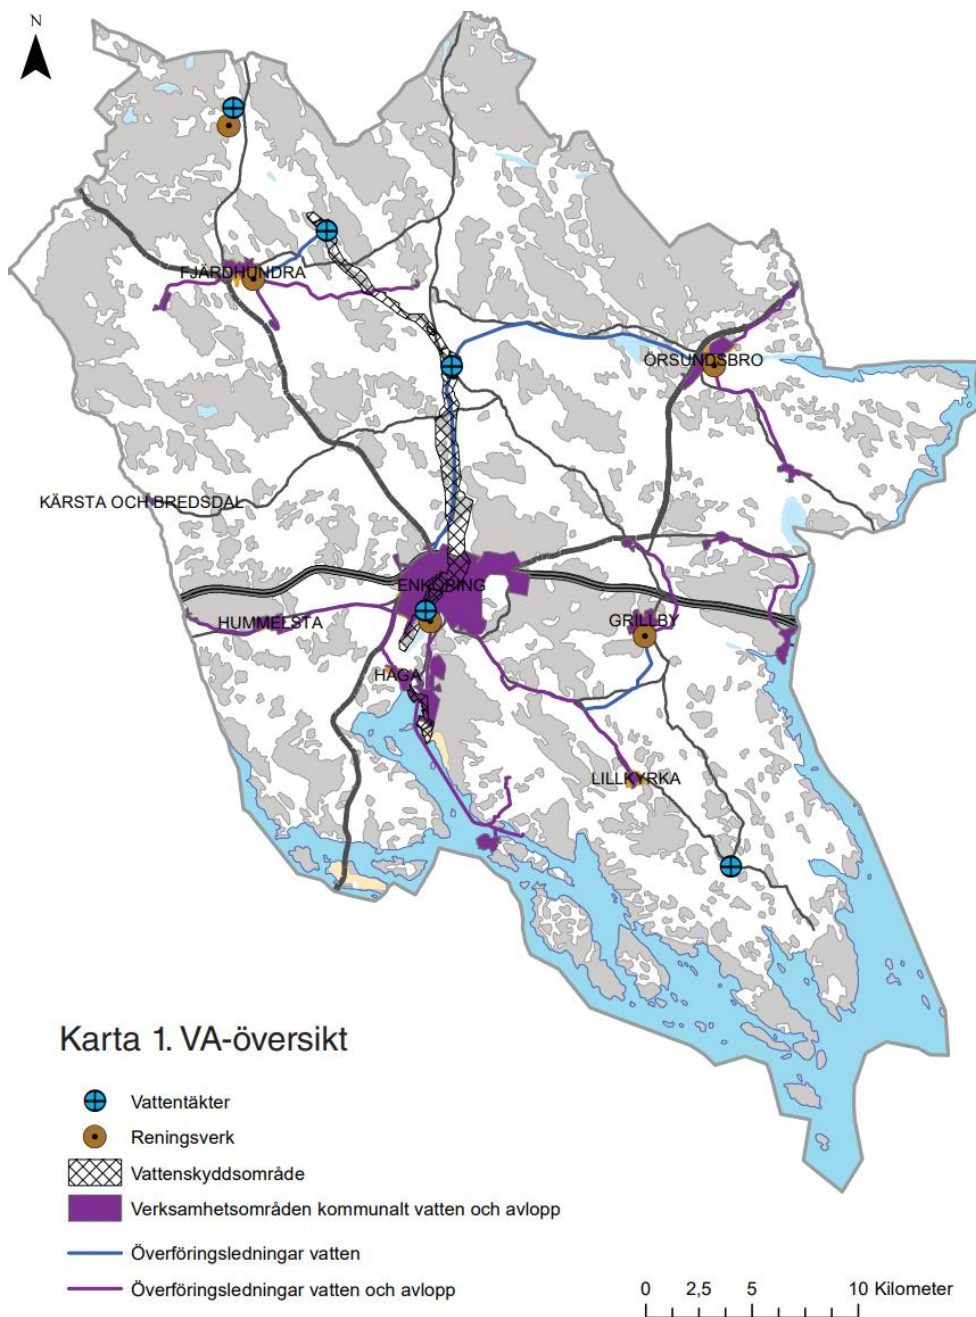 N
FJÄRDHUNDRA
ÖRSUNDSBRO
KÄRSTA OCH BREDSDAL
ENKÖPING
HUMMELSTA
GRILLBY
HAGA
LILLKYRKA
Karta 1. VA-översikt
Vattentäkter
Reningsverk
Vattenskyddsområde
Verksamhetsområden kommunalt vatten och avlopp
Överföringsledningar vatten
Överföringsledningar vatten och avlopp
0 2,5 5 10 Kilometer